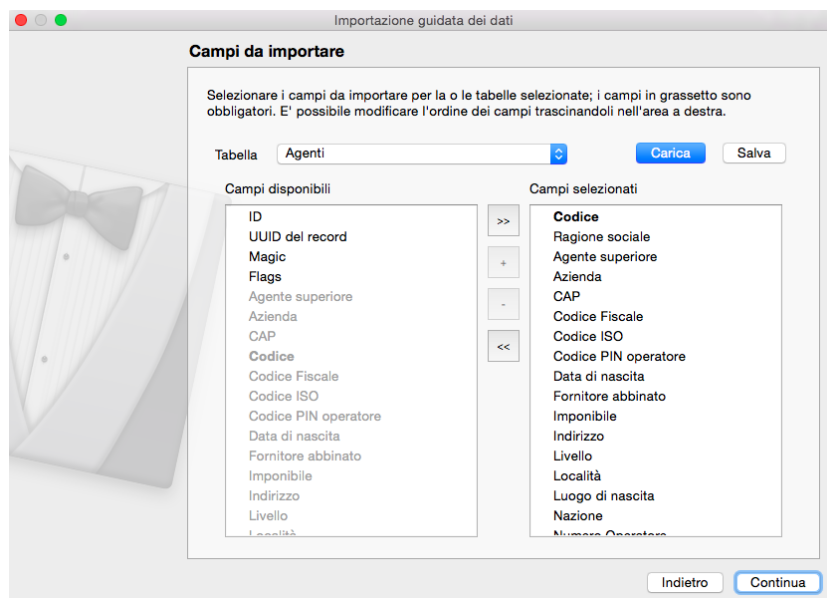 Importazione guidata dei dati
Campi da importare
Selezionare i campi da importare per la o le tabelle selezionate; i campi in grassetto sono
obbligatori. E' possibile modificare l'ordine dei campi trascinandoli nell'area a destra.
Tabella Agenti Carica Salva
Campi disponibili
ID
UUID del record
Magic
Flags
Agente superiore
Azienda
CAP
Codice
Codice Fiscale
Codice ISO
Codice PIN operatore
Data di nascita
Fornitore abbinato
Imponibile
Indirizzo
Livello
Località
>>
+
-
<<
Campi selezionati
Codice
Ragione sociale
Agente superiore
Azienda
CAP
Codice Fiscale
Codice ISO
Codice PIN operatore
Data di nascita
Fornitore abbinato
Imponibile
Indirizzo
Livello
Località
Luogo di nascita
Nazione
Numero Operatore
Indietro Continua